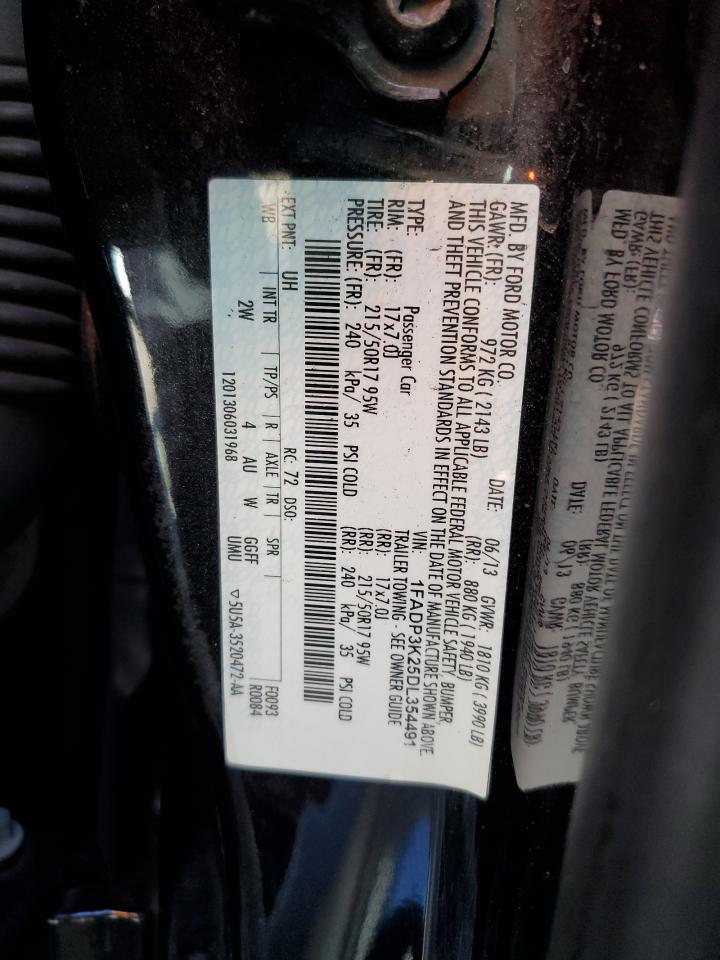 MFD. BY FORD MOTOR CO.
DATE: 06/13 GVWR: 1810 KG ( 3990 LB)
GAWR: (FR): 972 KG ( 2143 LB) (RR): 880 KG ( 1940 LB)
THIS VEHICLE CONFORMS TO ALL APPLICABLE FEDERAL MOTOR VEHICLE SAFETY, BUMPER,
AND THEFT PREVENTION STANDARDS IN EFFECT ON THE DATE OF MANUFACTURE SHOWN ABOVE.
VIN: 1FADP3K25DL354491
TYPE: Passenger Car TRAILER TOWING - SEE OWNER GUIDE
RIM: (FR): 17x7.0J (RR): 17x7.0J
TIRE: (FR): 215/50R17 95W (RR): 215/50R17 95W
PRESSURE: (FR): 240 kPa/ 35 PSI COLD (RR): 240 kPa/ 35 PSI COLD
EXT PNT: UH RC: 72 DSO: F0093
WB INT TR TP/PS R AXLE TR SPR R0084
2W 4 AU W GGFF
1201306031968 UMU ▽5U5A-3520472-AA